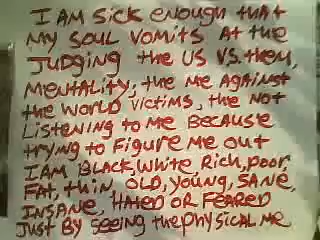 I AM SICK ENOUGH THAT
MY SOUL VOMITS AT THE
JUDGING THE US V.S. THEM,
MENTALITY, THE ME AGAINST
THE WORLD VICTIMS, THE NOT
LISTENING TO ME BECAUSE
TRYING TO FIGURE ME OUT
I AM BLACK, WHITE, RICH, POOR,
FAT, THIN, OLD, YOUNG, SANE,
INSANE, HATED OR FEARED
JUST BY SEEING THE PHYSICAL ME